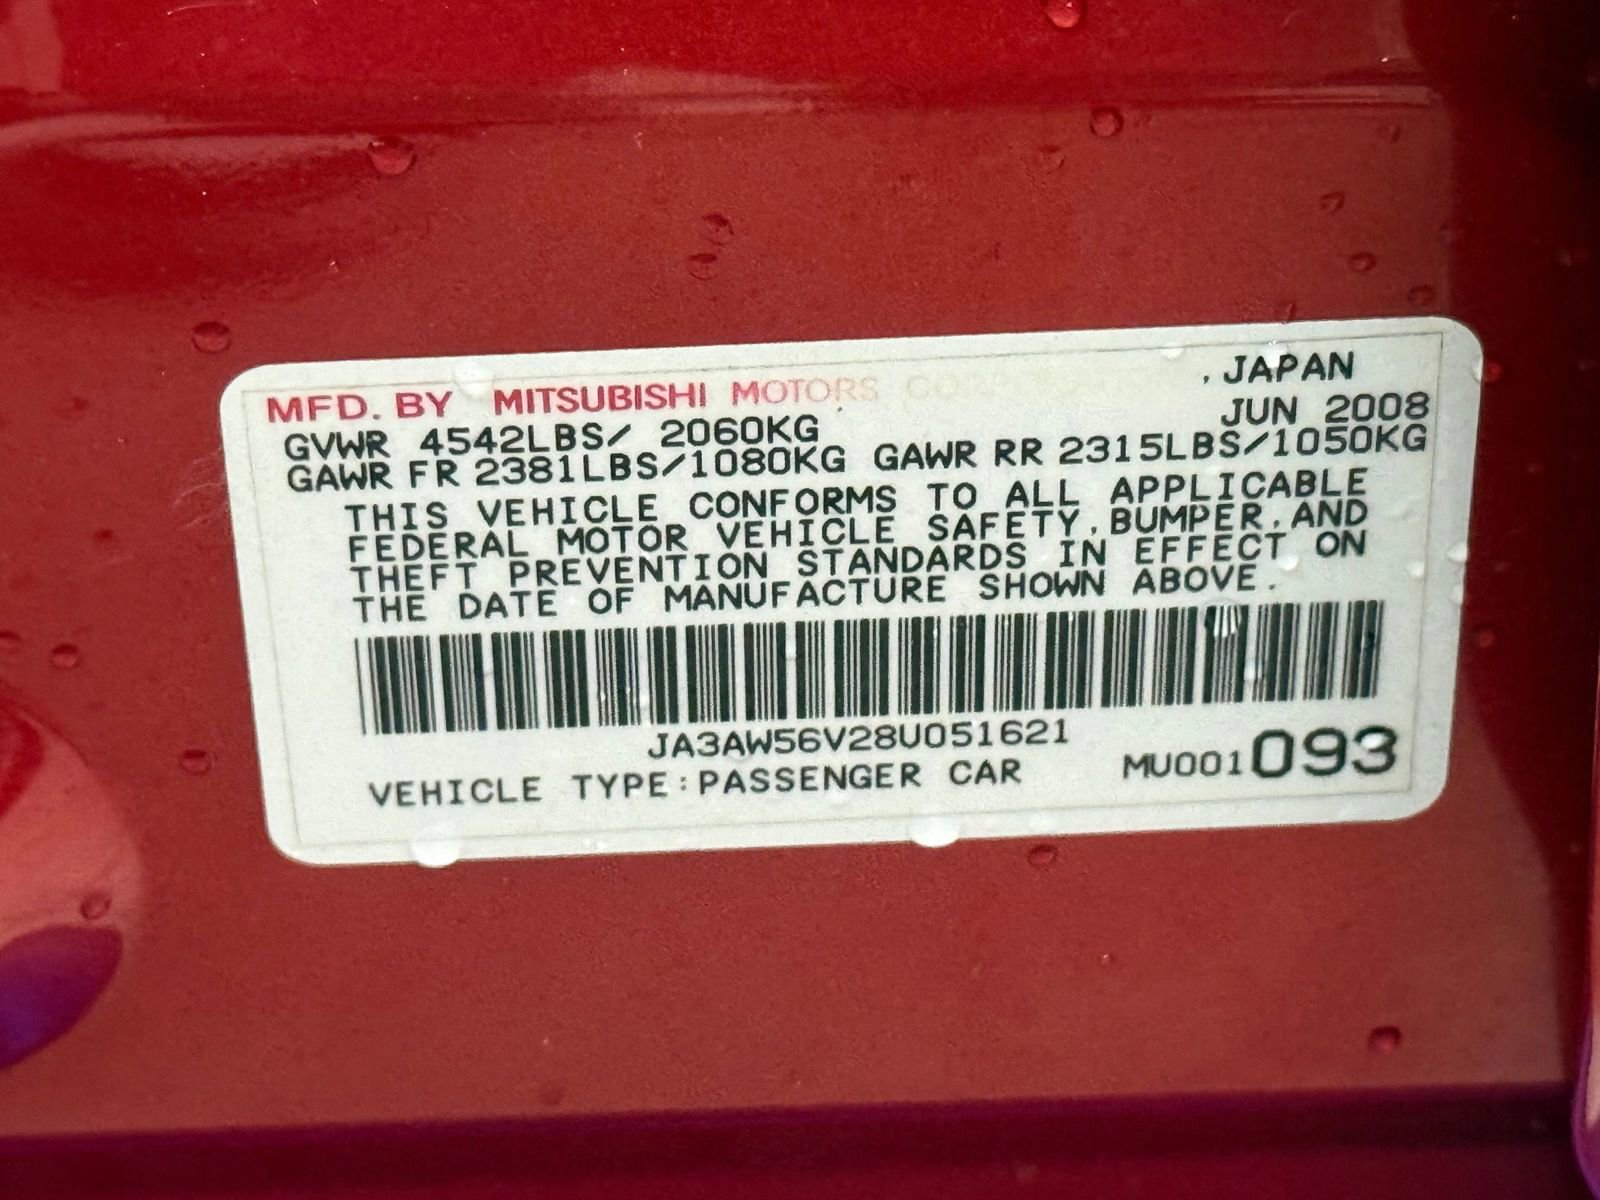 MFD. BY MITSUBISHI MOTORS , JAPAN
JUN 2008
GVWR 4542LBS/ 2060KG
GAWR FR 2381LBS/1080KG GAWR RR 2315LBS/1050KG
THIS VEHICLE CONFORMS TO ALL APPLICABLE
FEDERAL MOTOR VEHICLE SAFETY,BUMPER,AND
THEFT PREVENTION STANDARDS IN EFFECT ON
THE DATE OF MANUFACTURE SHOWN ABOVE.
JA3AW56V28U051621
VEHICLE TYPE:PASSENGER CAR MU001093